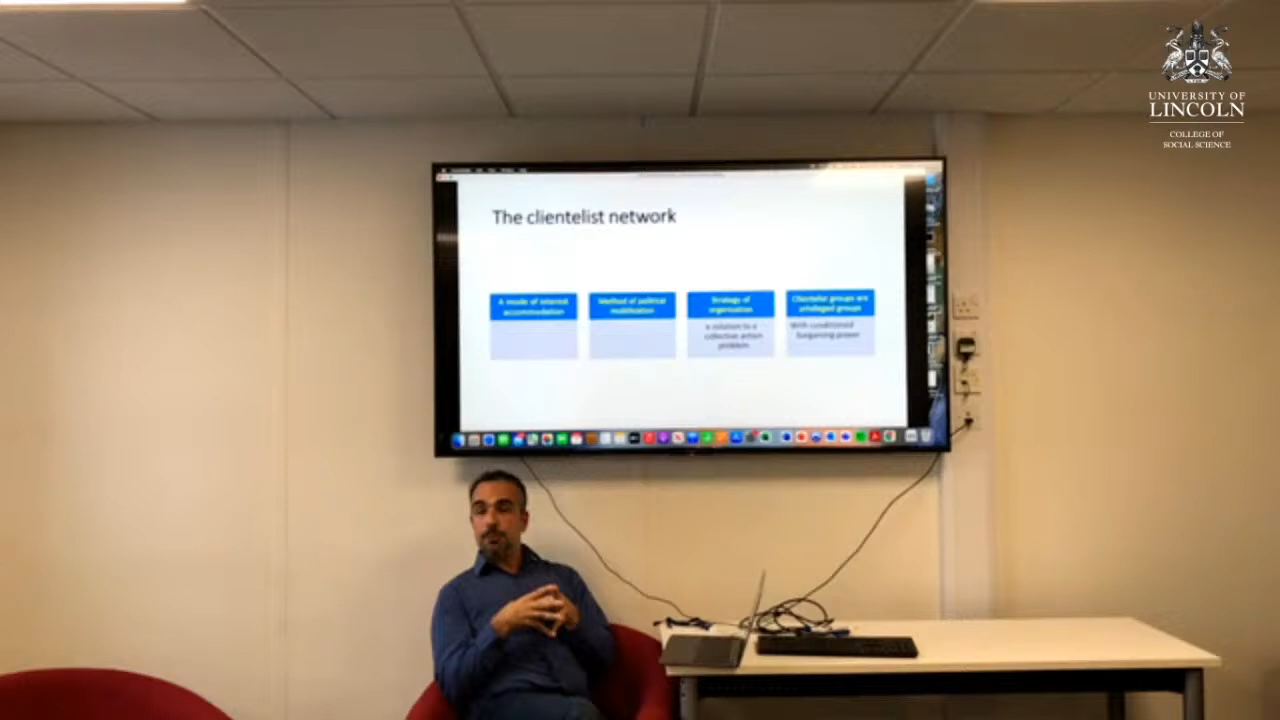 UNIVERSITY OF
LINCOLN
COLLEGE OF
SOCIAL SCIENCE
The clientelist network
A mode of interest
accommodation
Method of political
mobilisation
Strategy of
organisation
A solution to a
collective action
problem
Clientelist groups are
privileged groups
With conditioned
bargaining power